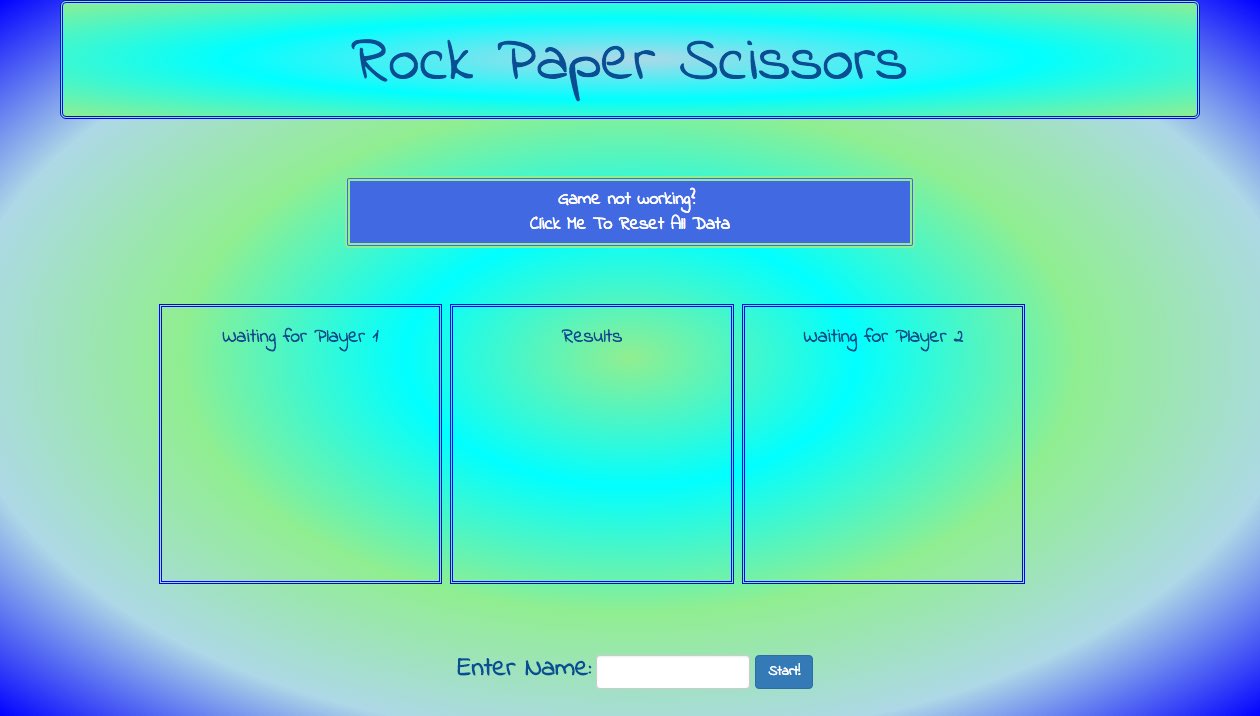 Rock Paper Scissors
Game not working?
Click Me To Reset All Data
Waiting for Player 1
Results
Waiting for Player 2
Enter Name:
Start!